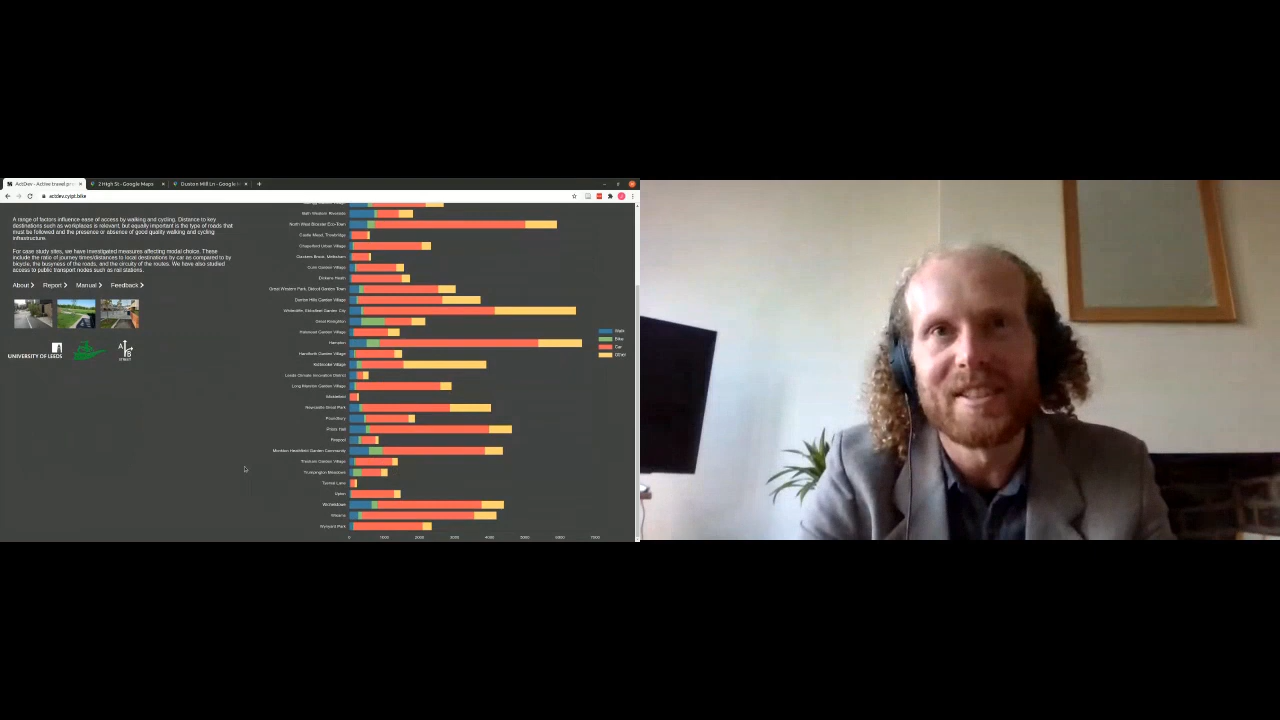 ActDev - Active travel pr
2 High St - Google Maps
Duxton Mill Ln - Google M
actdev.cyipt.bike
A range of factors influence ease of access by walking and cycling. Distance to key
destinations such as workplaces is relevant, but equally important is the type of roads that
must be followed and the presence or absence of good quality walking and cycling
infrastructure.
For case study sites, we have investigated measures affecting modal choice. These
include the ratio of journey times/distances to local destinations by car as compared to by
bicycle, the busyness of the roads, and the circuity of the routes. We have also studied
access to public transport nodes such as rail stations.
About
Report
Manual
Feedback
UNIVERSITY OF LEEDS
A
B
STREET
Bath Western Riverside
North West Bicester Eco-Town
Castle Mead, Trowbridge
Chapelford Urban Village
Clackers Brook, Melksham
Culm Garden Village
Dickens Heath
Great Western Park, Didcot Garden Town
Dunton Hills Garden Village
Ebbsfleet Garden City
Great Kneighton
Halsnead Garden Village
Hampton
Handforth Garden Village
Kidbrooke Village
Leeds Climate Innovation District
Long Marston Garden Village
Micklefield
Newcastle Great Park
Poundbury
Priors Hall
Monkton Heathfield Garden Community
Thanked
Trumpington Meadows
Tyersal Lane
Upton
Wichelstowe
Wixams
Wynyard Park
0
1000
2000
3000
4000
5000
6000
7000
Walk
Bike
Car
Other